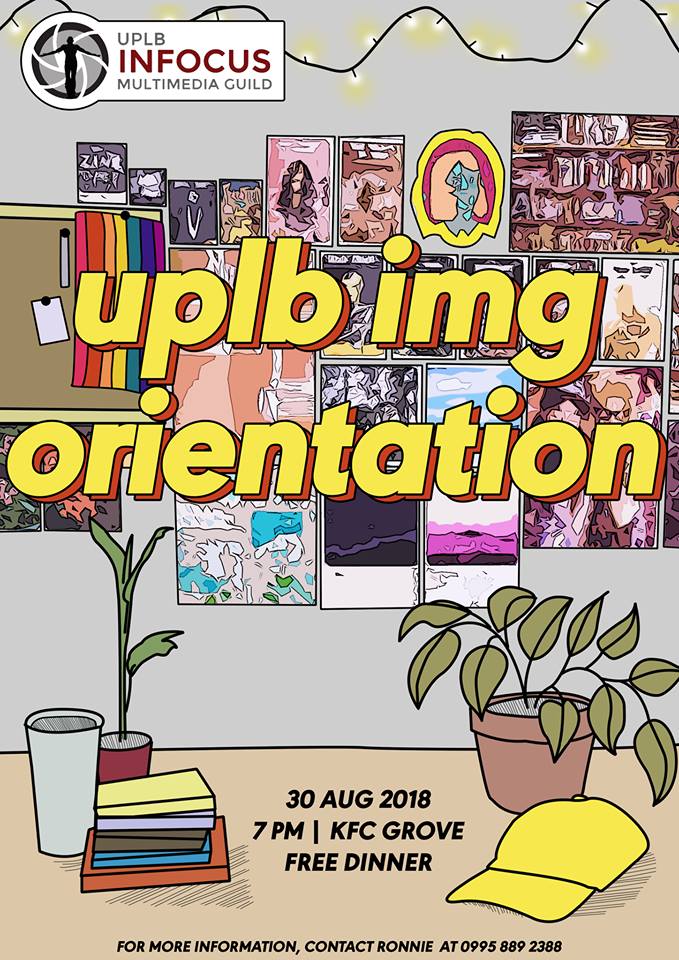 UPLB
INFOCUS
MULTIMEDIA GUILD
uplb img
orientation
30 AUG 2018
7 PM | KFC GROVE
FREE DINNER
FOR MORE INFORMATION, CONTACT RONNIE AT 0995 889 2388